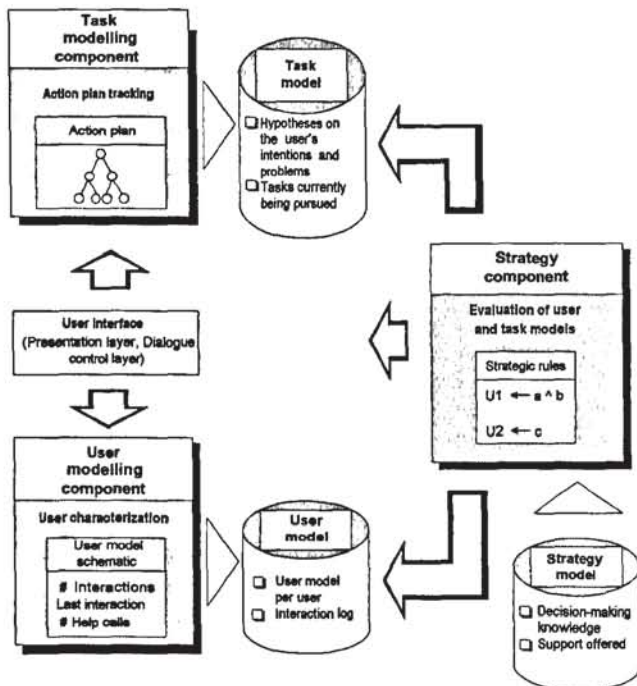 Task
modelling
component
Action plan tracking
Action plan
Task
model
Hypotheses on
the user's
intentions and
problems
Tasks currently
being pursued
Strategy
component
Evaluation of user
and task models
Strategic rules
U1 ← a ^ b
U2 ← c
User Interface
(Presentation layer, Dialogue
control layer)
User
modelling
component
User characterization
User model
schematic
# Interactions
Last interaction
# Help calls
User
model
User model
per user
Interaction log
Strategy
model
Decision-making
knowledge
Support offered